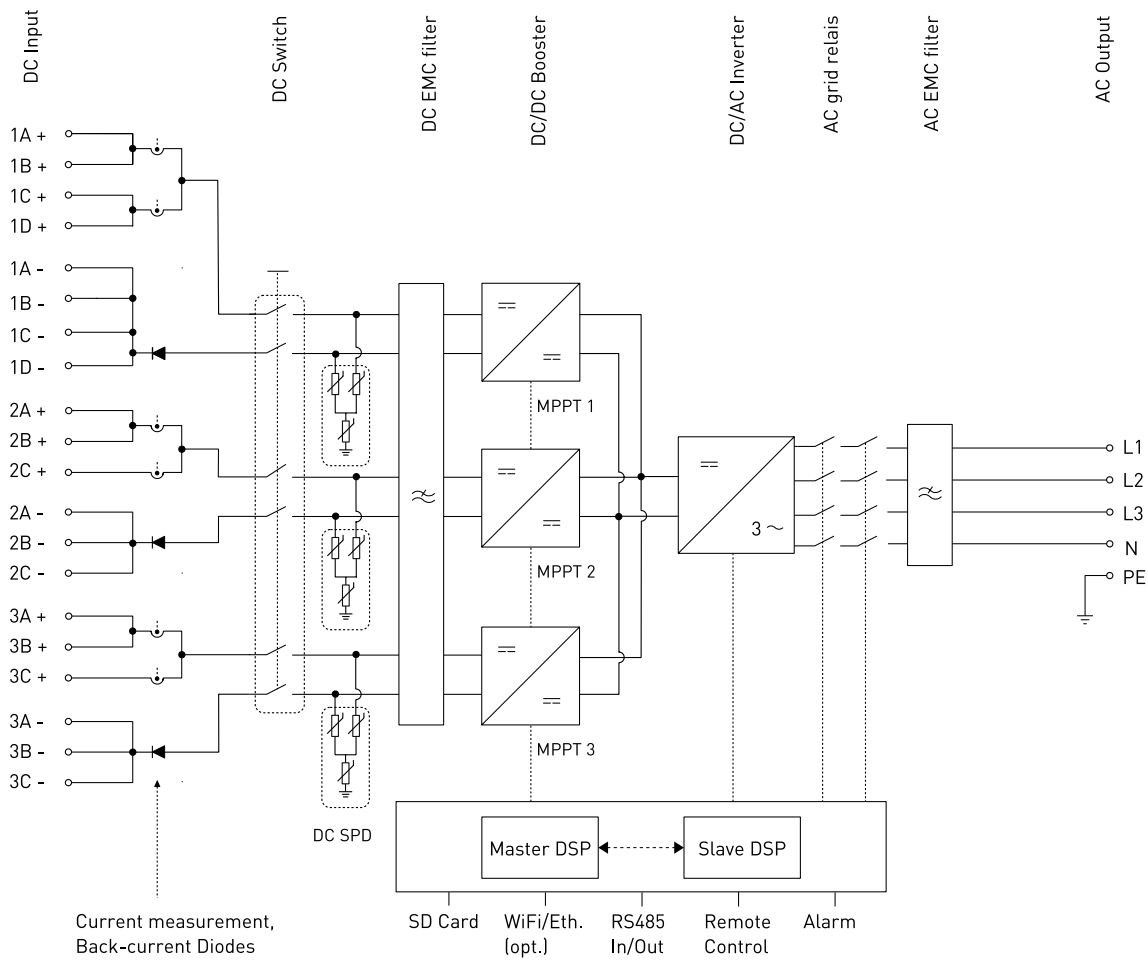 DC Input
DC Switch
DC EMC filter
DC/DC Booster
DC/AC Inverter
AC grid relais
AC EMC filter
AC Output
1A +
1B +
1C +
1D +
1A -
1B -
1C -
1D -
2A +
2B +
2C +
2A -
2B -
2C -
3A +
3B +
3C +
3A -
3B -
3C -
MPPT 1
MPPT 2
MPPT 3
3 ~
L1
L2
L3
N
PE
DC SPD
Master DSP
Slave DSP
Current measurement,
Back-current Diodes
SD Card
WiFi/Eth.
(opt.)
RS485
In/Out
Remote
Control
Alarm